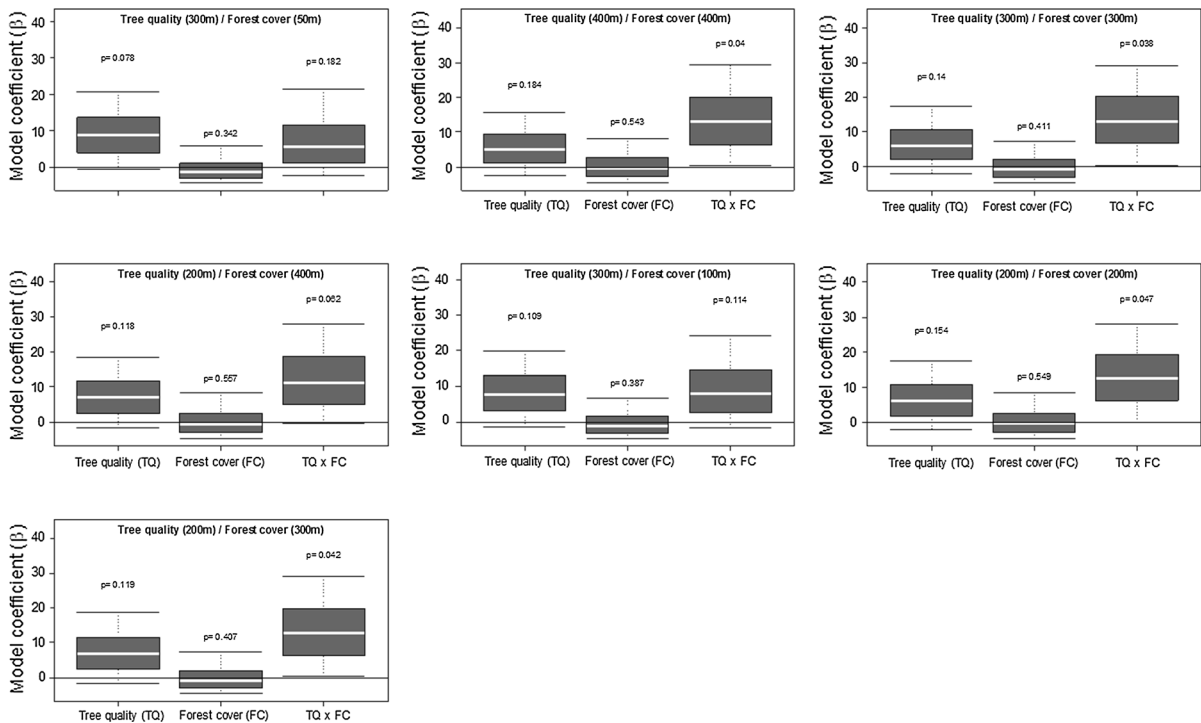 Tree quality (300m) / Forest cover (50m)
Model coefficient (β)
40
30
20
10
0
p= 0.078
p= 0.342
p= 0.182
Tree quality (400m) / Forest cover (400m)
Model coefficient (β)
40
30
20
10
0
p= 0.184
p= 0.543
p= 0.04
Tree quality (TQ) Forest cover (FC) TQ x FC
Tree quality (300m) / Forest cover (300m)
Model coefficient (β)
40
30
20
10
0
p= 0.14
p= 0.411
p= 0.038
Tree quality (TQ) Forest cover (FC) TQ x FC
Tree quality (200m) / Forest cover (400m)
Model coefficient (β)
40
30
20
10
0
p= 0.118
p= 0.557
p= 0.062
Tree quality (TQ) Forest cover (FC) TQ x FC
Tree quality (300m) / Forest cover (100m)
Model coefficient (β)
40
30
20
10
0
p= 0.109
p= 0.387
p= 0.114
Tree quality (TQ) Forest cover (FC) TQ x FC
Tree quality (200m) / Forest cover (200m)
Model coefficient (β)
40
30
20
10
0
p= 0.154
p= 0.549
p= 0.047
Tree quality (TQ) Forest cover (FC) TQ x FC
Tree quality (200m) / Forest cover (300m)
Model coefficient (β)
40
30
20
10
0
p= 0.119
p= 0.407
p= 0.042
Tree quality (TQ) Forest cover (FC) TQ x FC